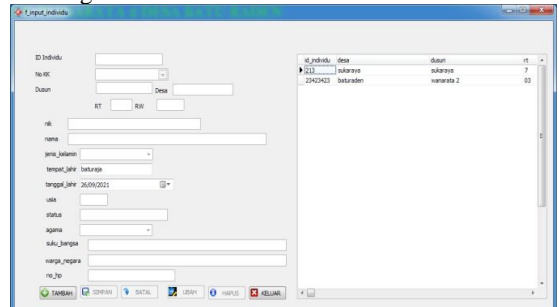 f_input_individu
ID Individu
No KK
Dusun Desa
RT RW
nik
nama
jenis_kelamin
tempat_lahir baturaja
tanggal_lahir 26/09/2021
usia
status
agama
suku_bangsa
warga_negara
no_hp
TAMBAH SIMPAN BATAL UBAH HAPUS KELUAR
id_individu desa dusun rt
213 sukaraya sukaraya 7
23423423 baturaden wanarata 2 03